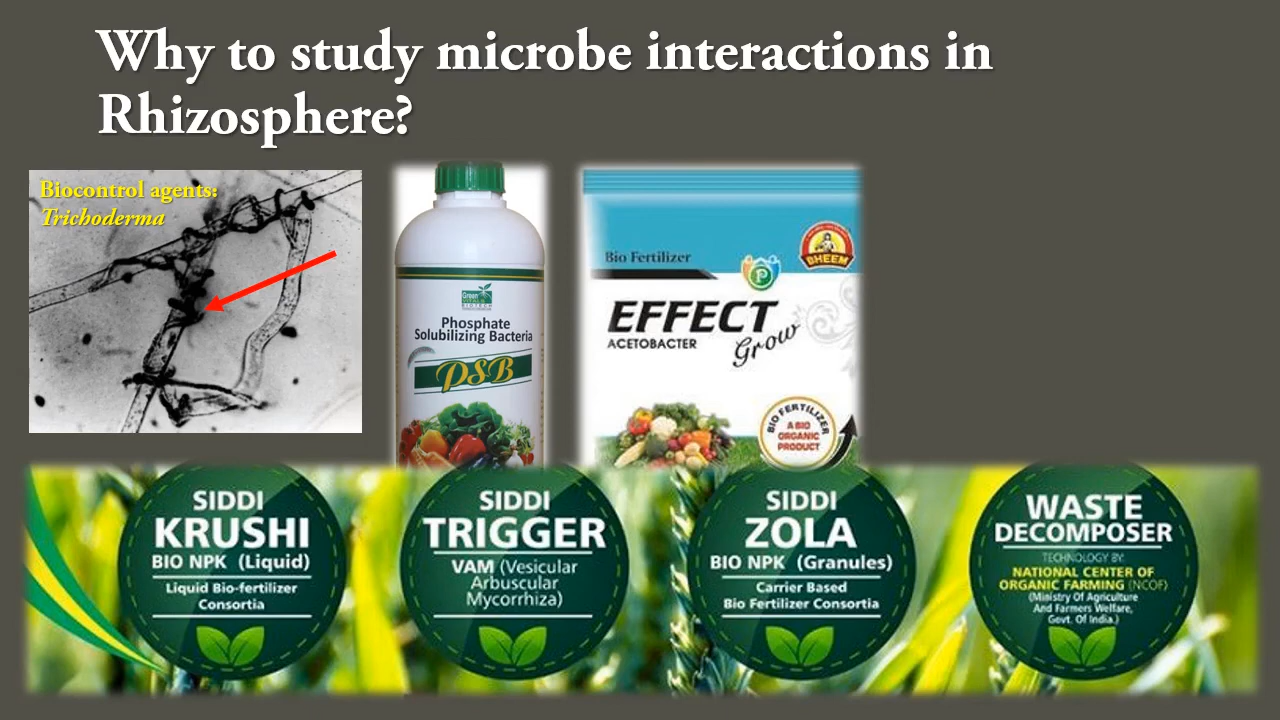 Why to study microbe interactions in
Rhizosphere?
Biocontrol agents:
Trichoderma
Green
BIOTECH
Phosphate
Solubilizing Bacteria
PSB
Bio Fertilizer
BHEEM
P
EFFECT
ACETOBACTER
Grow
BIO FERTILIZER
A BIO
ORGANIC
PRODUCT
SIDDI
KRUSHI
BIO NPK (Liquid)
Liquid Bio-fertilizer
Consortia
SIDDI
TRIGGER
VAM (Vesicular
Arbuscular
Mycorrhiza)
SIDDI
ZOLA
BIO NPK (Granules)
Carrier Based
Bio Fertilizer Consortia
WASTE
DECOMPOSER
TECHNOLOGY BY:
NATIONAL CENTER OF
ORGANIC FARMING (NCOF)
(Ministry Of Agriculture
And Farmers Welfare,
Govt. Of India.)